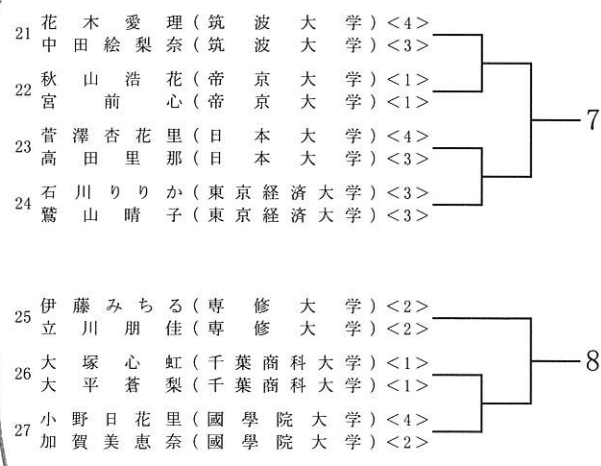 21 花木愛理(筑波大学)<4>
中田絵梨奈(筑波大学)<3>
22 秋山浩花(帝京大学)<1>
宮前心(帝京大学)<1>
23 菅澤杏花里(日本大学)<4>
高田里那(日本大学)<3>
24 石川りりか(東京経済大学)<3>
鷲山晴子(東京経済大学)<3>
7
25 伊藤みちる(専修大学)<2>
立川朋佳(専修大学)<2>
26 大塚心虹(千葉商科大学)<1>
大平蒼梨(千葉商科大学)<1>
27 小野日花里(國學院大学)<4>
加賀美恵奈(國學院大学)<2>
8